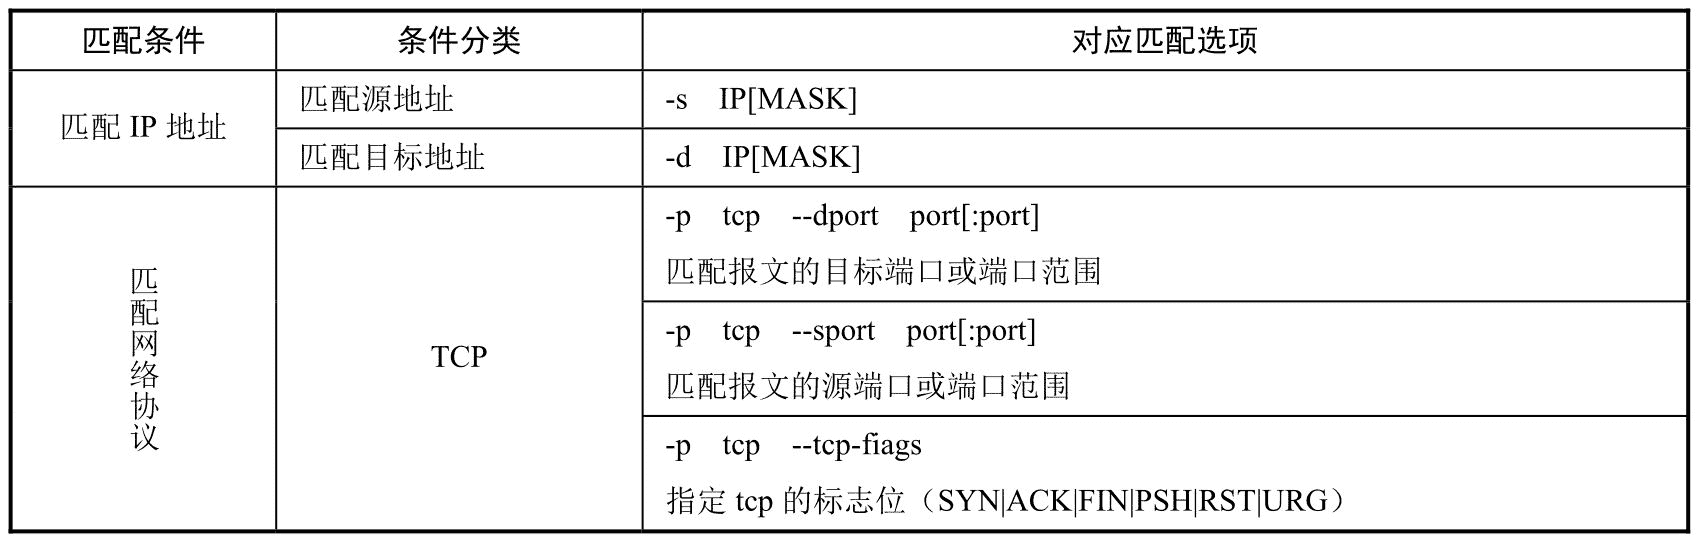 匹配条件 条件分类 对应匹配选项
匹配 IP 地址
匹配源地址 -s IP[MASK]
匹配目标地址 -d IP[MASK]
匹配网络协议
TCP
-p tcp --dport port[:port]
匹配报文的目标端口或端口范围
-p tcp --sport port[:port]
匹配报文的源端口或端口范围
-p tcp --tcp-fiags
指定 tcp 的标志位（SYN|ACK|FIN|PSH|RST|URG）